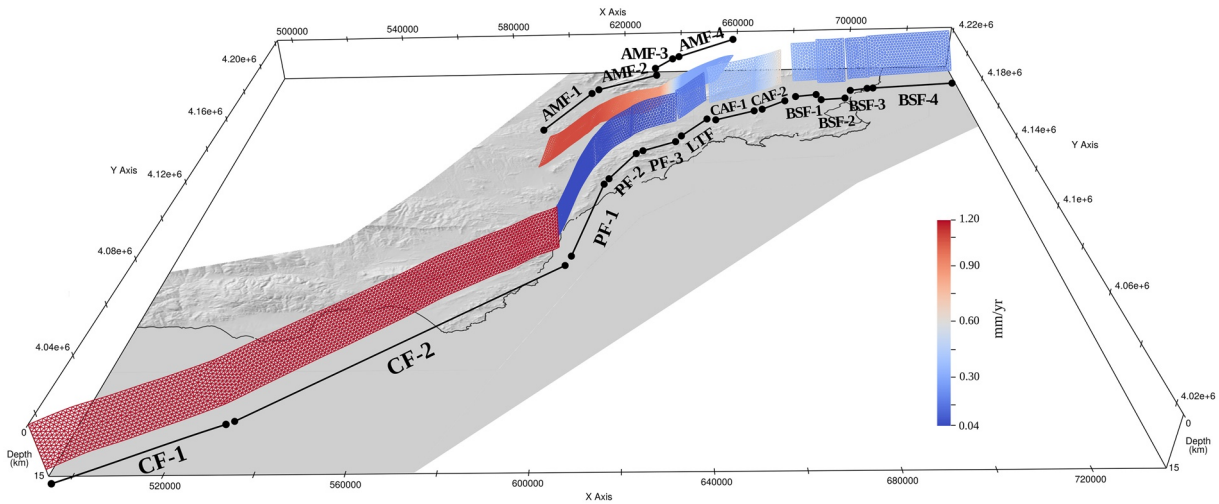 X Axis
500000
540000
580000
620000
660000
700000
4.22e+6
4.20e+6
4.18e+6
4.16e+6
4.14e+6
4.12e+6
4.1e+6
4.08e+6
4.06e+6
4.04e+6
4.02e+6
Y Axis
Y Axis
AMF-1
AMF-2
AMF-3
AMF-4
CAF-1
CAF-2
BSF-1
BSF-2
BSF-3
BSF-4
LTF
PF-3
PF-2
PF-1
CF-2
CF-1
1.20
0.90
0.60
0.30
0.04
mm/yr
0
Depth
(km)
15
0
Depth
(km)
15
520000
560000
600000
640000
680000
720000
X Axis